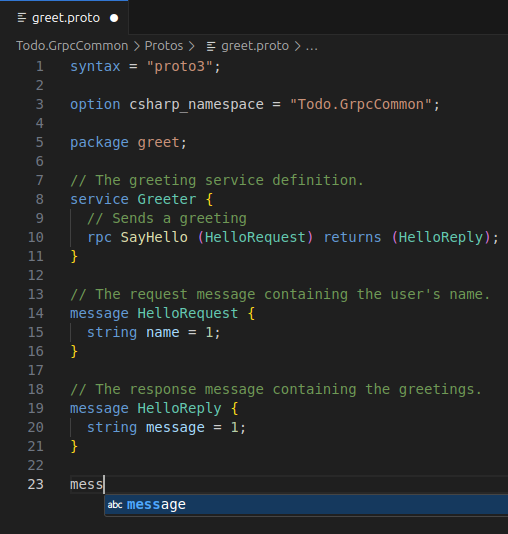 greet.proto
Todo.GrpcCommon > Protos > greet.proto > ...
1 syntax = "proto3";
2
3 option csharp_namespace = "Todo.GrpcCommon";
4
5 package greet;
6
7 // The greeting service definition.
8 service Greeter {
9   // Sends a greeting
10   rpc SayHello (HelloRequest) returns (HelloReply);
11 }
12
13 // The request message containing the user's name.
14 message HelloRequest {
15   string name = 1;
16 }
17
18 // The response message containing the greetings.
19 message HelloReply {
20   string message = 1;
21 }
22
23 mess
abc message